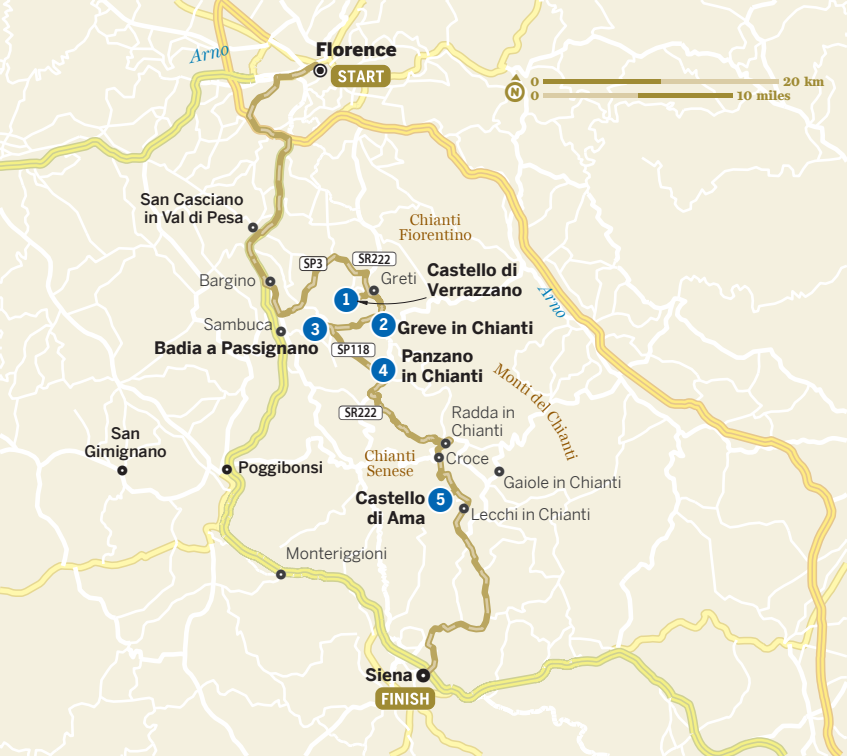 Arno
Florence
START
N
0
20 km
0
10 miles
San Casciano
in Val di Pesa
Chianti
Fiorentino
SP3
SR222
Bargino
Greti
Castello di
Verrazzano
1
Arno
Sambuca
3
2
Greve in Chianti
Badia a Passignano
SP118
4
Panzano
in Chianti
Monti del Chianti
SR222
Radda in
Chianti
San
Gimignano
Poggibonsi
Chianti
Senese
Croce
Gaiole in Chianti
Castello
di Ama
5
Lecchi in Chianti
Monteriggioni
Siena
FINISH